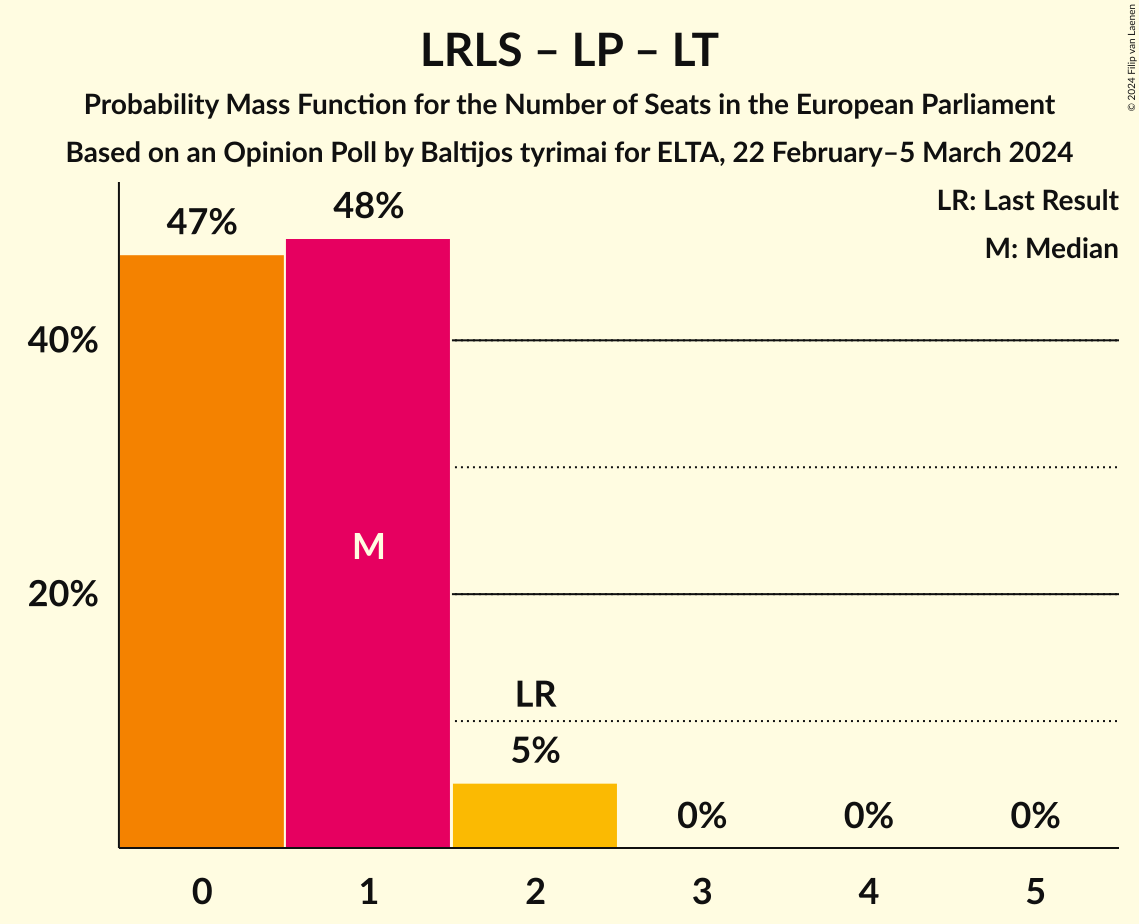 LRLS – LP – LT
Probability Mass Function for the Number of Seats in the European Parliament
Based on an Opinion Poll by Baltijos tyrimai for ELTA, 22 February–5 March 2024
© 2024 Filip van Laenen
LR: Last Result
M: Median
47%
48%
40%
M
20%
LR
5%
0%
0%
0%
0
1
2
3
4
5